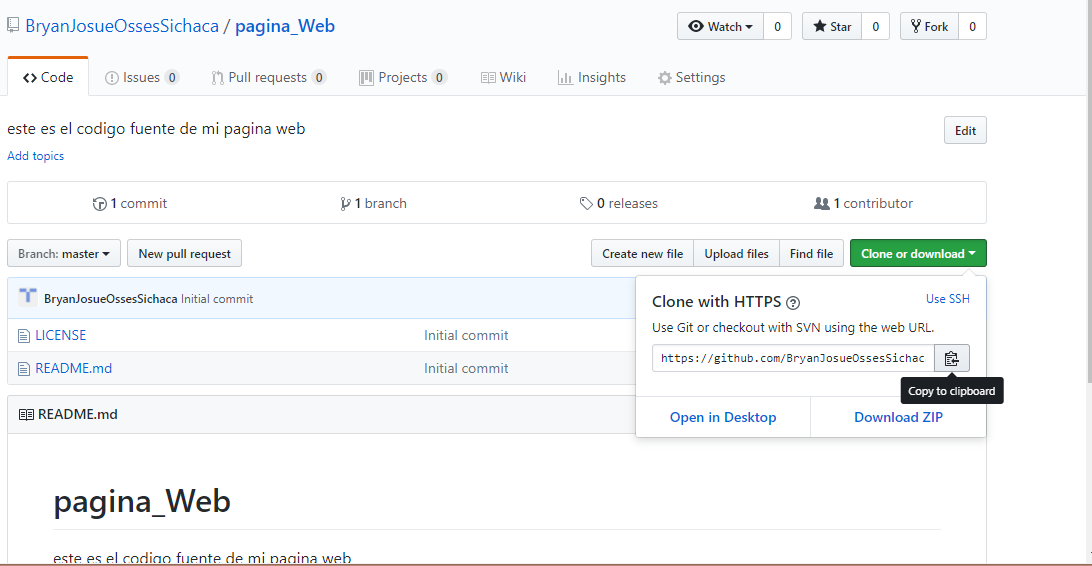 BryanJosueOssesSichaca / pagina_Web
Watch 0 Star 0 Fork 0
Code Issues 0 Pull requests 0 Projects 0 Wiki Insights Settings
este es el codigo fuente de mi pagina web
Edit
Add topics
1 commit 1 branch 0 releases 1 contributor
Branch: master New pull request Create new file Upload files Find file Clone or download
BryanJosueOssesSichaca Initial commit
LICENSE Initial commit
README.md Initial commit
Clone with HTTPS ? Use SSH
Use Git or checkout with SVN using the web URL.
https://github.com/BryanJosueOssesSichac
Copy to clipboard
Open in Desktop Download ZIP
README.md
pagina_Web
este es el codigo fuente de mi pagina web